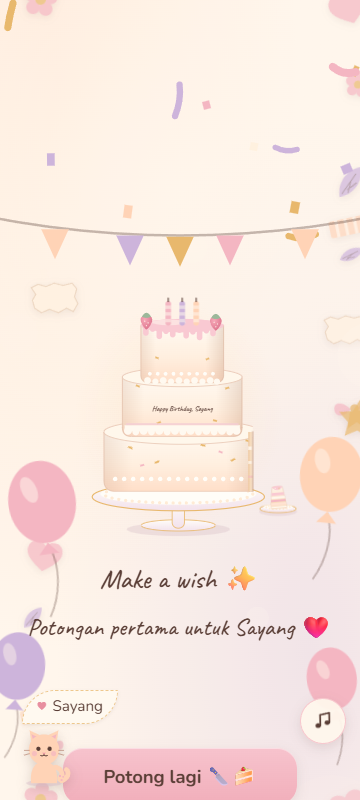 Happy Birthday, Sayang
Make a wish ✨
Potongan pertama untuk Sayang ❤️
Sayang
Potong lagi 🔪 🍰